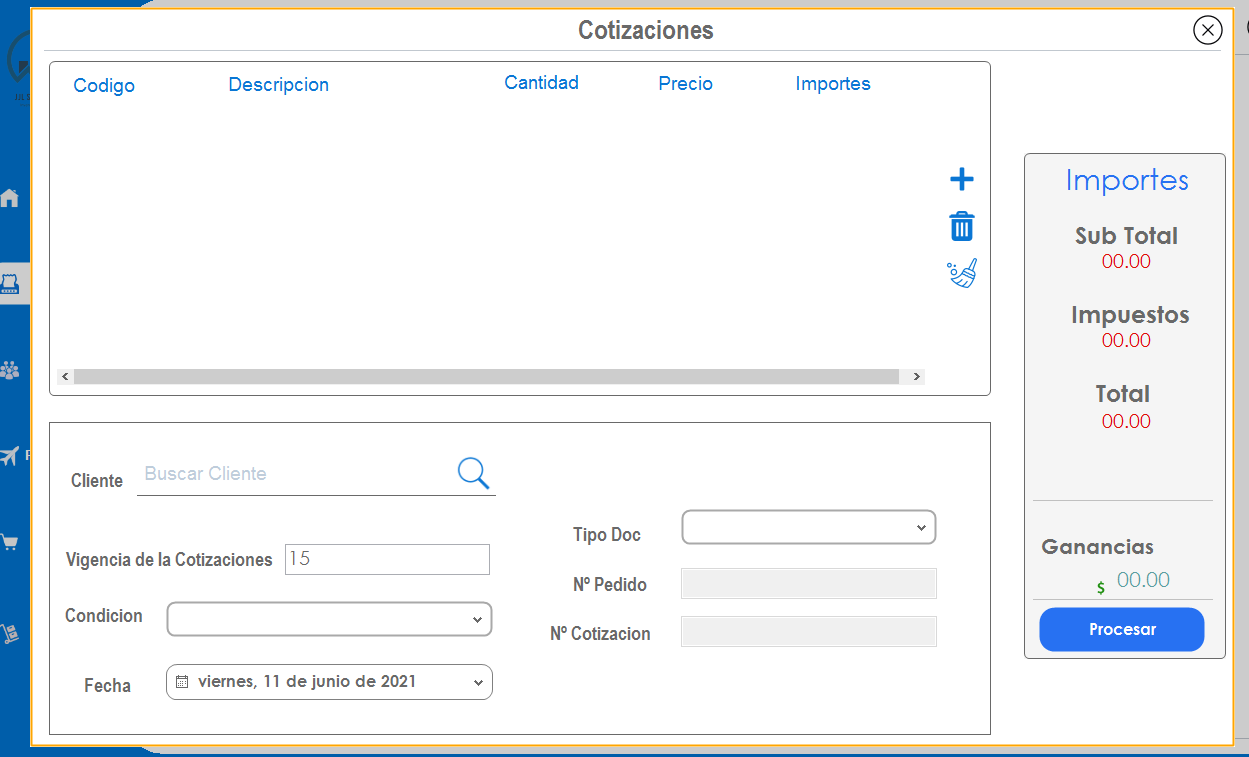 Cotizaciones
Codigo Descripcion Cantidad Precio Importes
Importes
Sub Total
00.00
Impuestos
00.00
Total
00.00
Ganancias
$ 00.00
Procesar
Cliente Buscar Cliente
Vigencia de la Cotizaciones 15
Condicion
Fecha viernes, 11 de junio de 2021
Tipo Doc
Nº Pedido
Nº Cotizacion